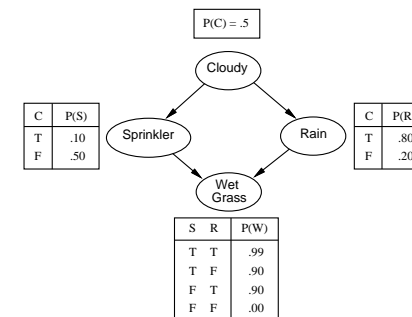 P(C) = .5
Cloudy
C P(S)
T .10
F .50
Sprinkler
Rain
C P(R
T .80
F .20
Wet
Grass
S R P(W)
T T .99
T F .90
F T .90
F F .00